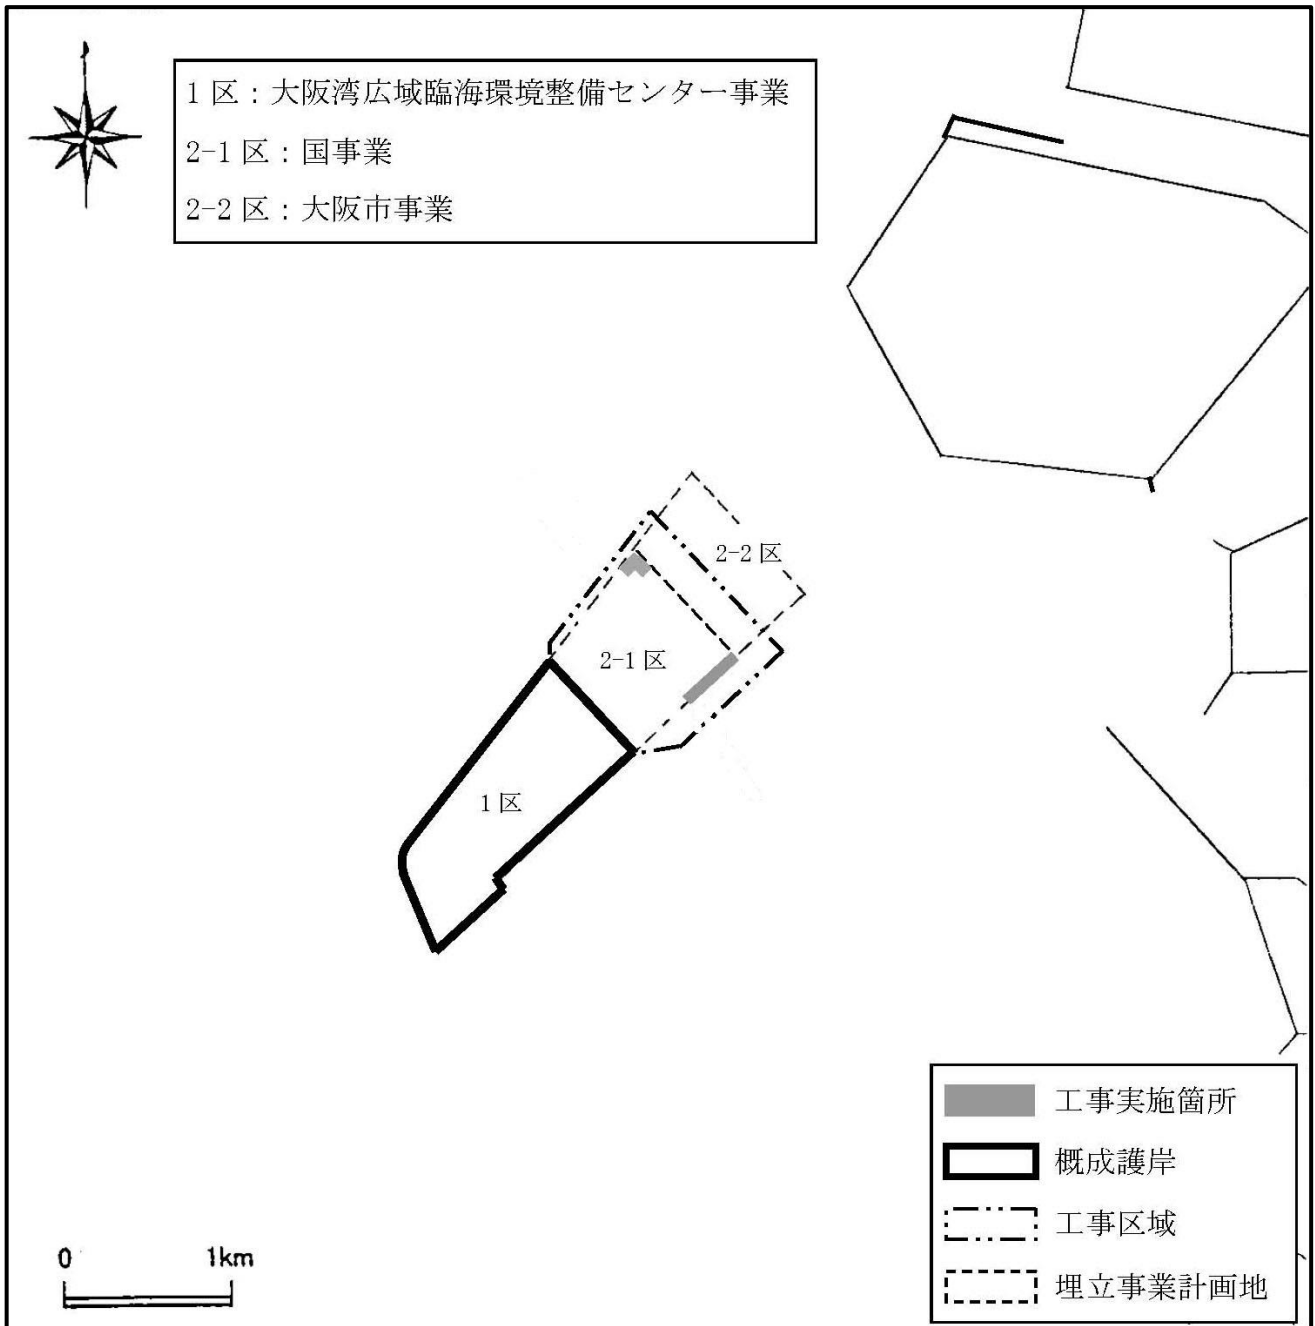 1区：大阪湾広域臨海環境整備センター事業
2-1区：国事業
2-2区：大阪市事業
2-2区
2-1区
1区
工事実施箇所
概成護岸
工事区域
埋立事業計画地
0 1km